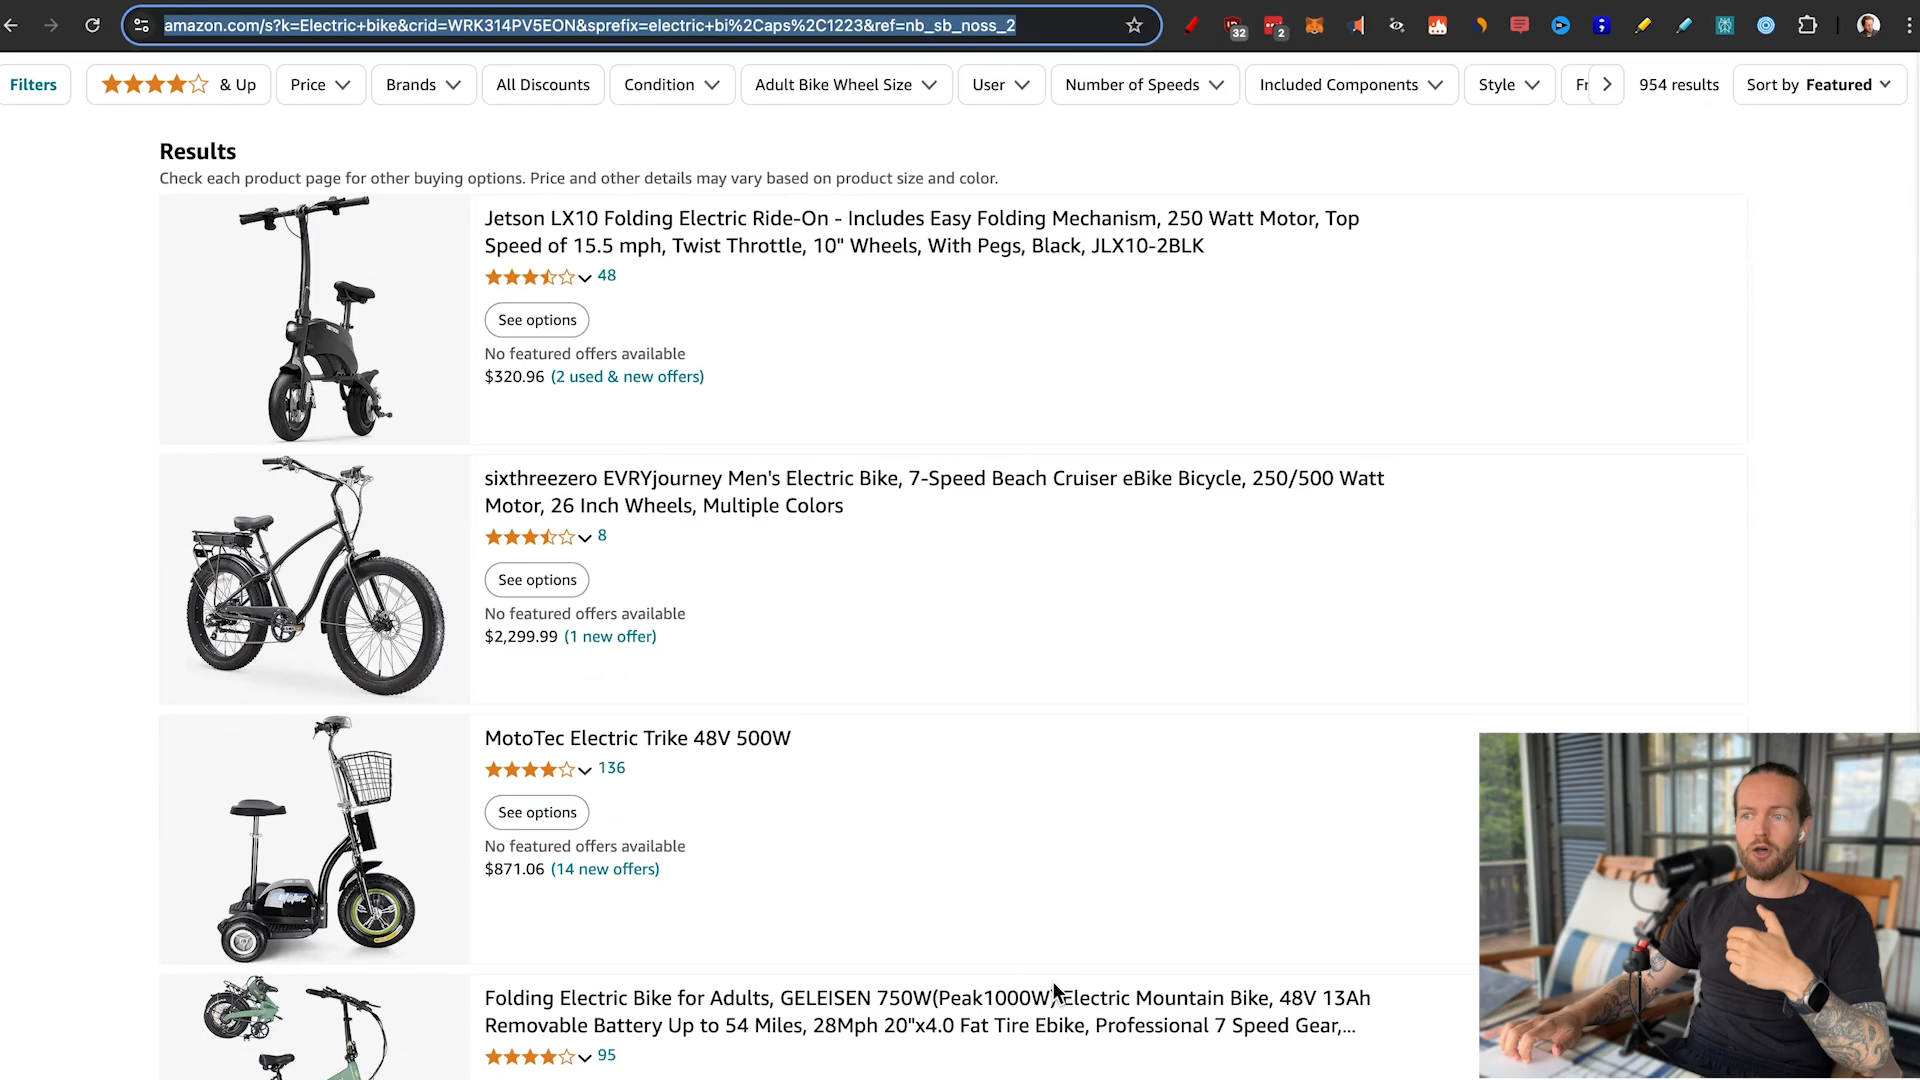 amazon.com/s?k=Electric+bike&crid=WRK314PV5EON&sprefix=electric+bi%2Caps%2C1223&ref=nb_sb_noss_2
32
2
Filters
& Up
Price
Brands
All Discounts
Condition
Adult Bike Wheel Size
User
Number of Speeds
Included Components
Style
Fr
954 results
Sort by Featured
Results
Check each product page for other buying options. Price and other details may vary based on product size and color.
Jetson LX10 Folding Electric Ride-On - Includes Easy Folding Mechanism, 250 Watt Motor, Top
Speed of 15.5 mph, Twist Throttle, 10" Wheels, With Pegs, Black, JLX10-2BLK
48
See options
No featured offers available
$320.96 (2 used & new offers)
sixthreezero EVRYjourney Men's Electric Bike, 7-Speed Beach Cruiser eBike Bicycle, 250/500 Watt
Motor, 26 Inch Wheels, Multiple Colors
8
See options
No featured offers available
$2,299.99 (1 new offer)
MotoTec Electric Trike 48V 500W
136
See options
No featured offers available
$871.06 (14 new offers)
Folding Electric Bike for Adults, GELEISEN 750W(Peak1000W)Electric Mountain Bike, 48V 13Ah
Removable Battery Up to 54 Miles, 28Mph 20"x4.0 Fat Tire Ebike, Professional 7 Speed Gear,...
95